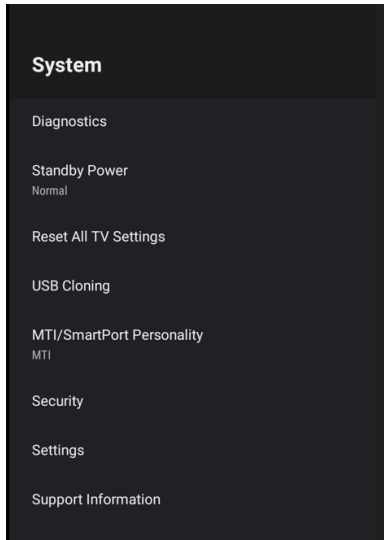 System
Diagnostics
Standby Power
Normal
Reset All TV Settings
USB Cloning
MTI/SmartPort Personality
MTI
Security
Settings
Support Information